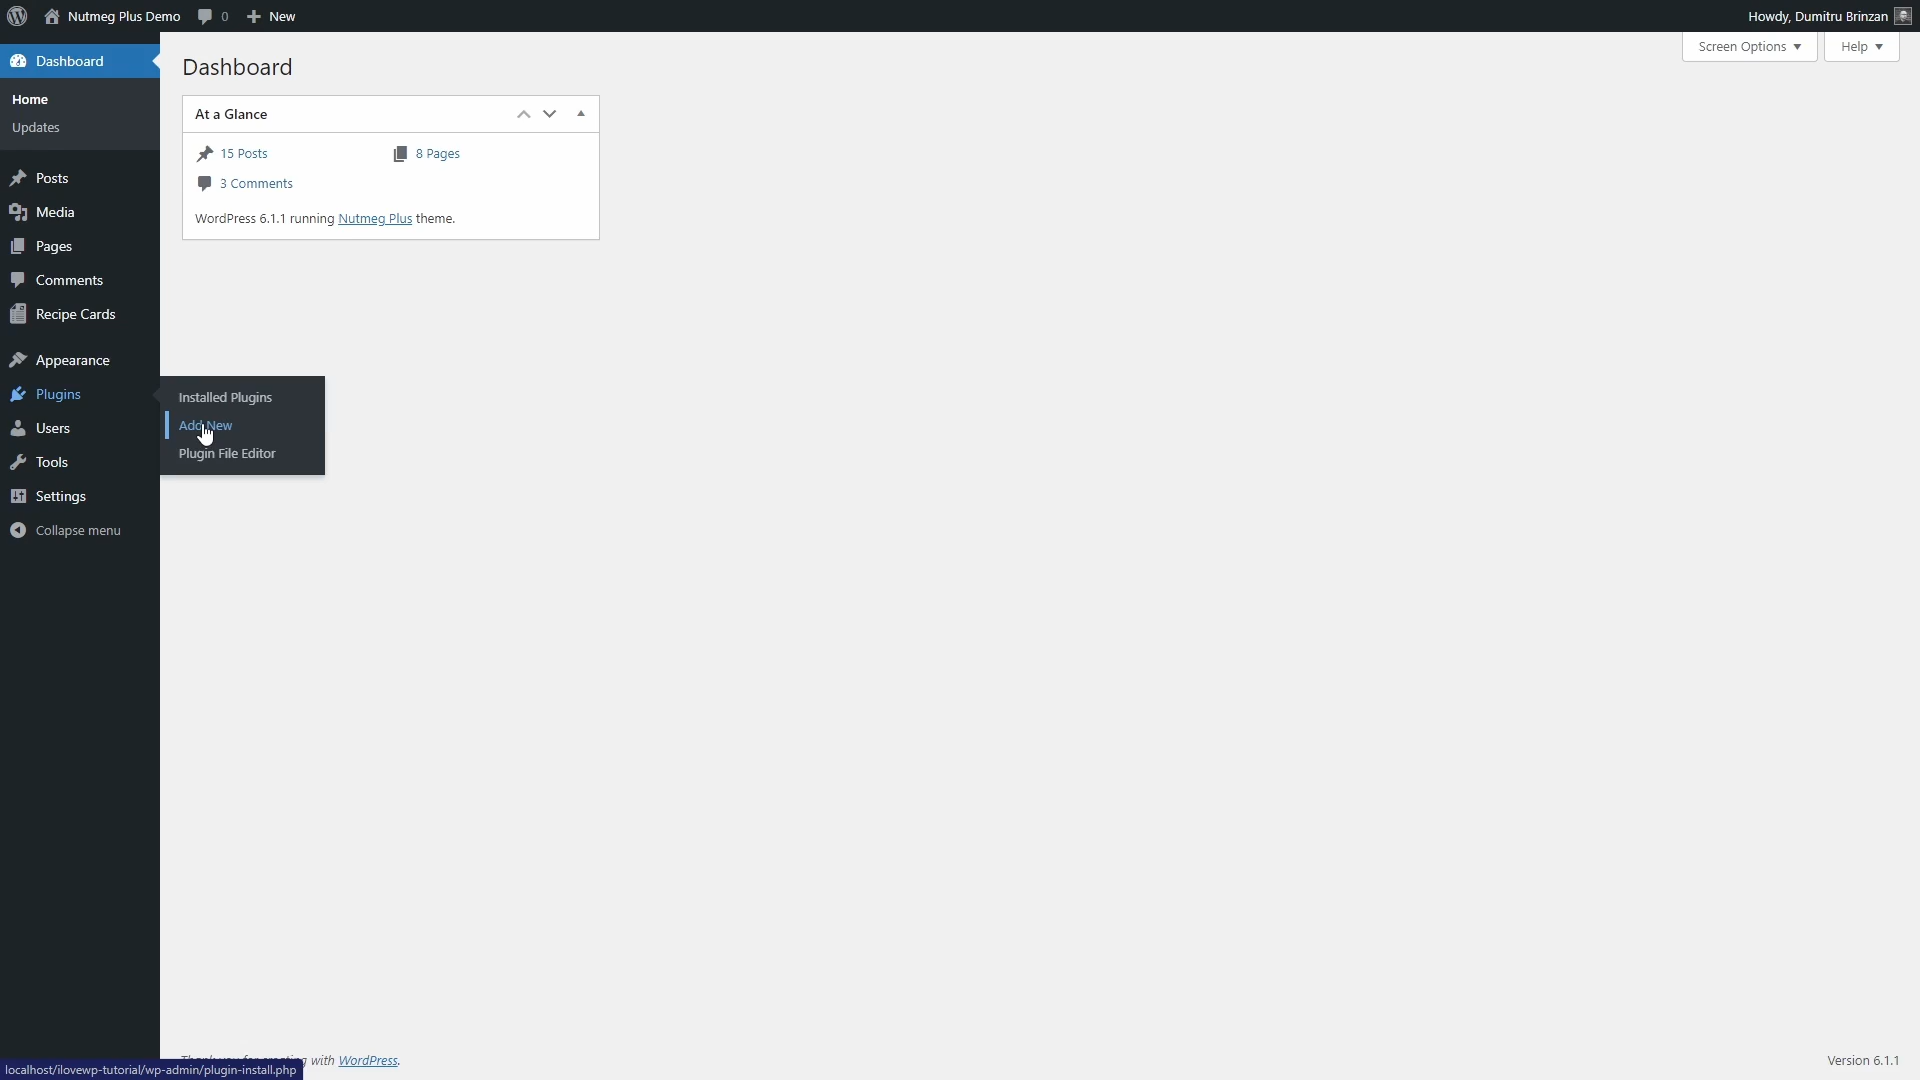 Nutmeg Plus Demo
0
New
Howdy, Dumitru Brinzan
Screen Options
Help
Dashboard
Home
Updates
Posts
Media
Pages
Comments
Recipe Cards
Appearance
Plugins
Users
Tools
Settings
Collapse menu
Installed Plugins
Add New
Plugin File Editor
Dashboard
At a Glance
15 Posts
8 Pages
3 Comments
WordPress 6.1.1 running Nutmeg Plus theme.
with WordPress.
Version 6.1.1
localhost/ilovewp-tutorial/wp-admin/plugin-install.php